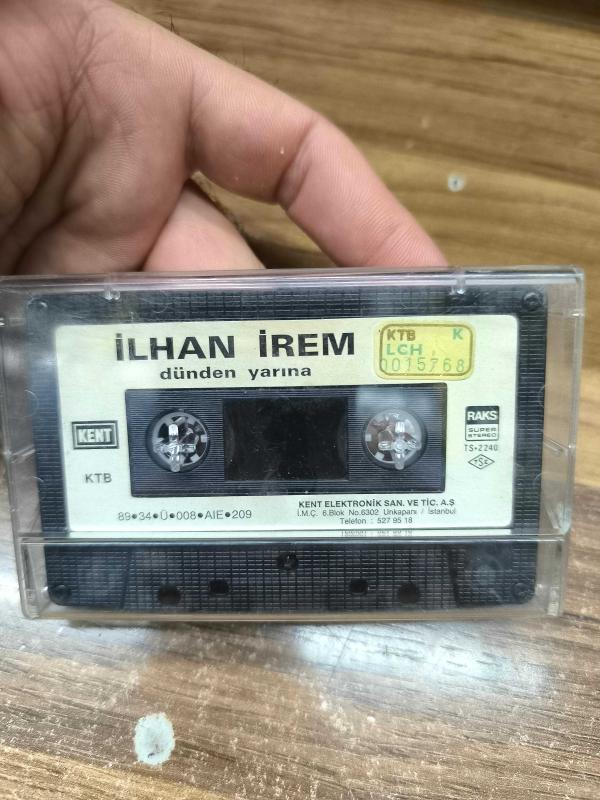 İLHAN İREM
dünden yarına
KTB K
LCH
0015768
KENT
KTB
RAKS
SUPER
STEREO
TS•2240
TSE
89•34•Ü•008•AIE•209
KENT ELEKTRONİK SAN. VE TİC. A.Ş
İ.M.Ç. 6.Blok No.6302 Unkapanı / İstanbul
Telefon : 527 95 18